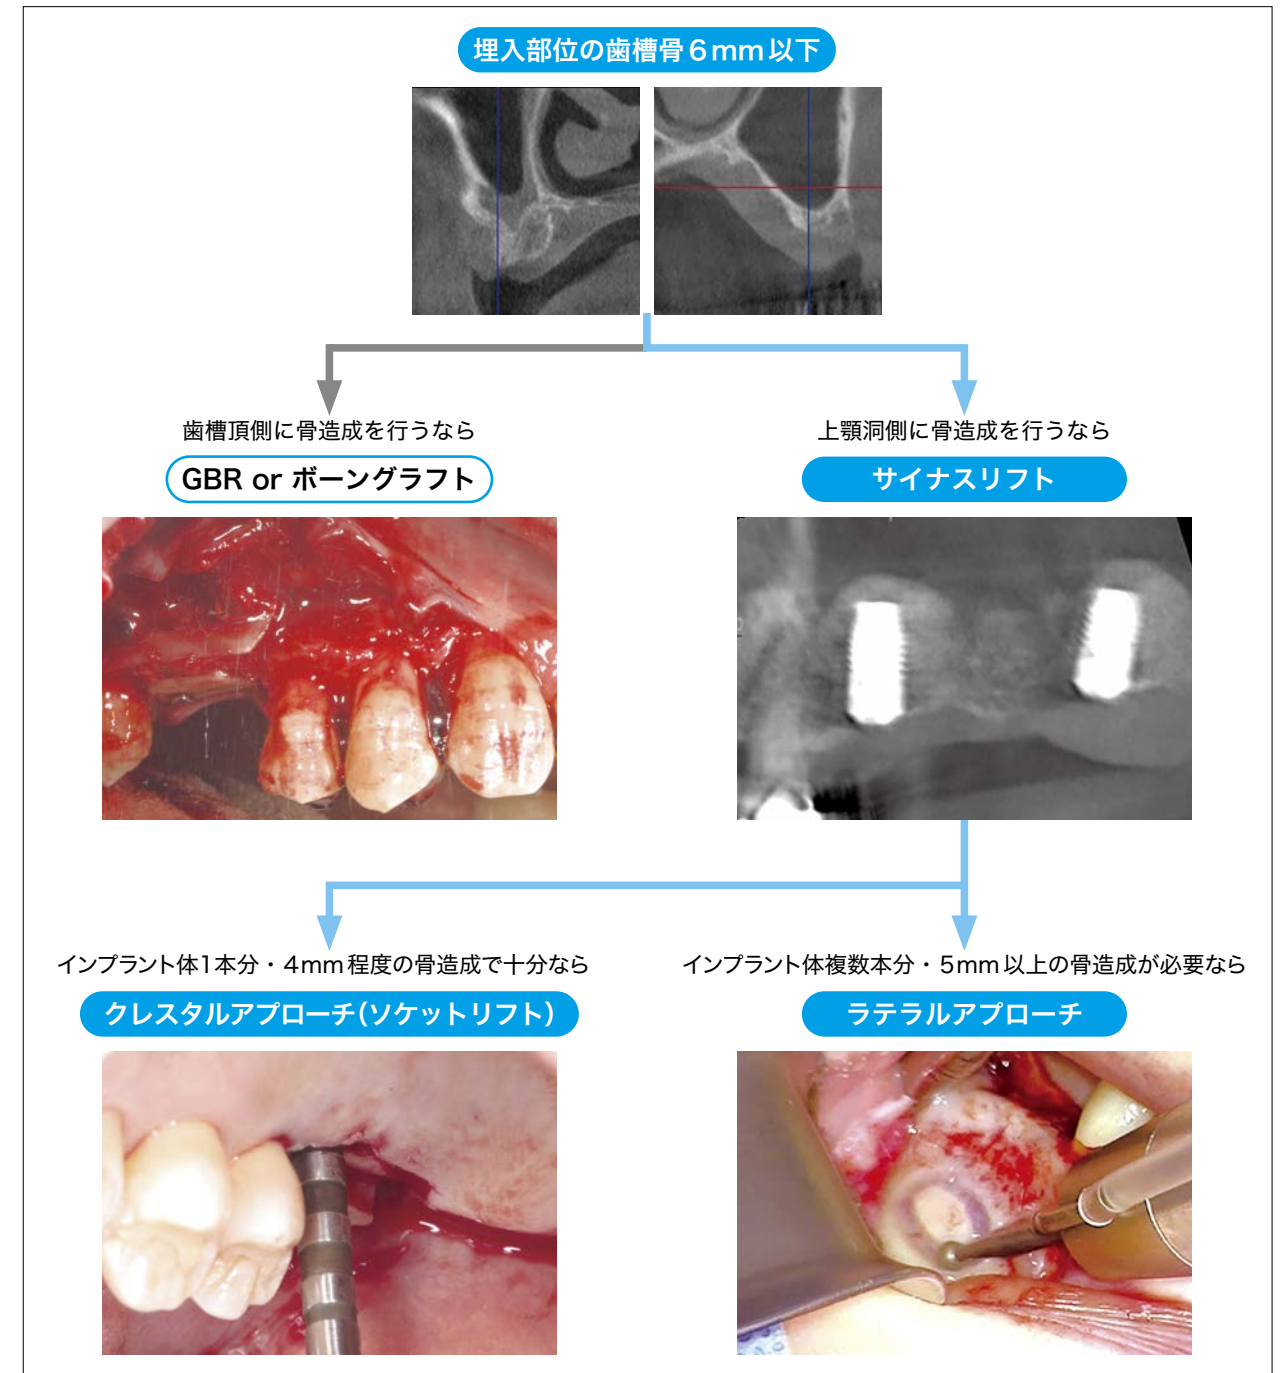 埋入部位の歯槽骨6mm以下
歯槽頂側に骨造成を行うなら
GBR or ボーングラフト
上顎洞側に骨造成を行うなら
サイナスリフト
インプラント体1本分・4mm程度の骨造成で十分なら
クレスタルアプローチ(ソケットリフト)
インプラント体複数本分・5mm以上の骨造成が必要なら
ラテラルアプローチ